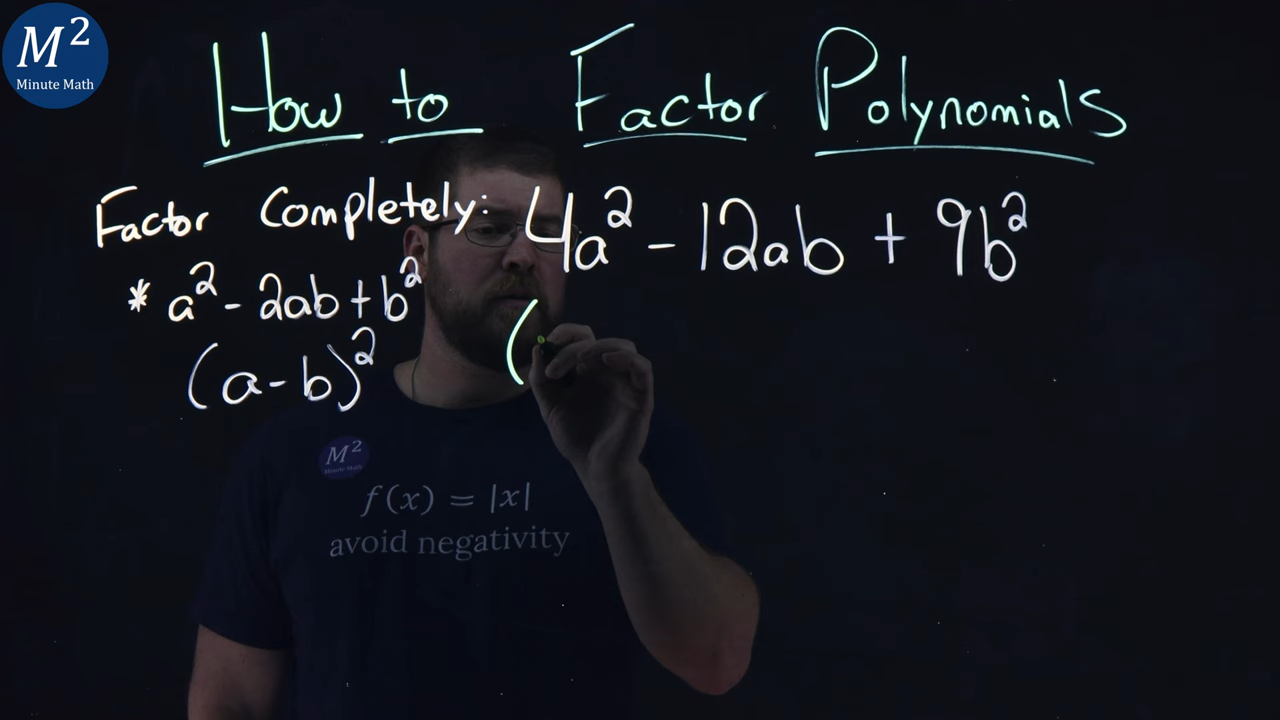 M²
Minute Math
How to Factor Polynomials
Factor Completely: 4a² - 12ab + 9b²
* a² - 2ab + b²
(a - b)²
(
M²
Minute Math
f(x) = |x|
avoid negativity